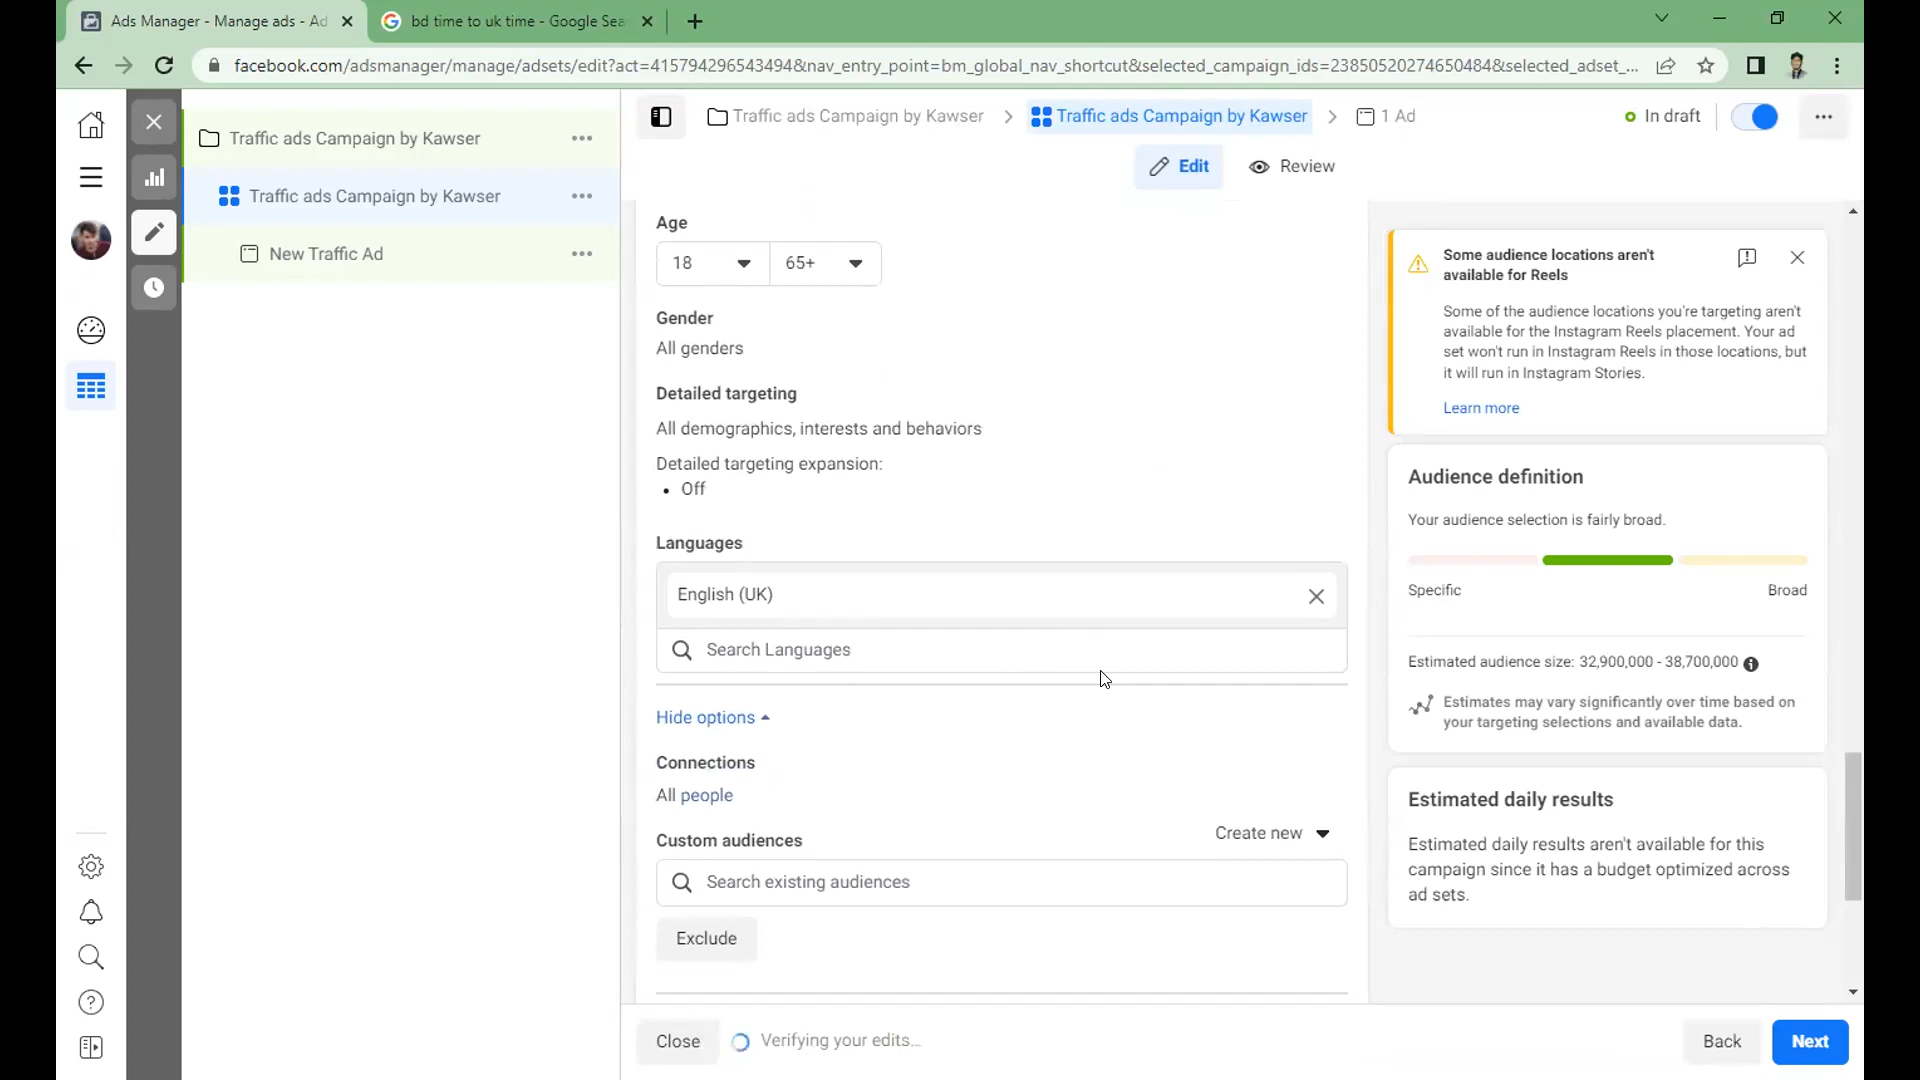 Ads Manager - Manage ads - Ad
bd time to uk time - Google Sea
facebook.com/adsmanager/manage/adsets/edit?act=415794296543494&nav_entry_point=bm_global_nav_shortcut&selected_campaign_ids=23850520274650484&selected_adset_...
Traffic ads Campaign by Kawser
Traffic ads Campaign by Kawser
New Traffic Ad
Traffic ads Campaign by Kawser
Traffic ads Campaign by Kawser
1 Ad
In draft
Edit
Review
Age
18
65+
Gender
All genders
Detailed targeting
All demographics, interests and behaviors
Detailed targeting expansion:
• Off
Languages
English (UK)
Search Languages
Hide options
Connections
All people
Custom audiences
Create new
Search existing audiences
Exclude
Some audience locations aren't
available for Reels
Some of the audience locations you're targeting aren't
available for the Instagram Reels placement. Your ad
set won't run in Instagram Reels in those locations, but
it will run in Instagram Stories.
Learn more
Audience definition
Your audience selection is fairly broad.
Specific
Broad
Estimated audience size: 32,900,000 - 38,700,000
Estimates may vary significantly over time based on
your targeting selections and available data.
Estimated daily results
Estimated daily results aren't available for this
campaign since it has a budget optimized across
ad sets.
Close
Verifying your edits...
Back
Next